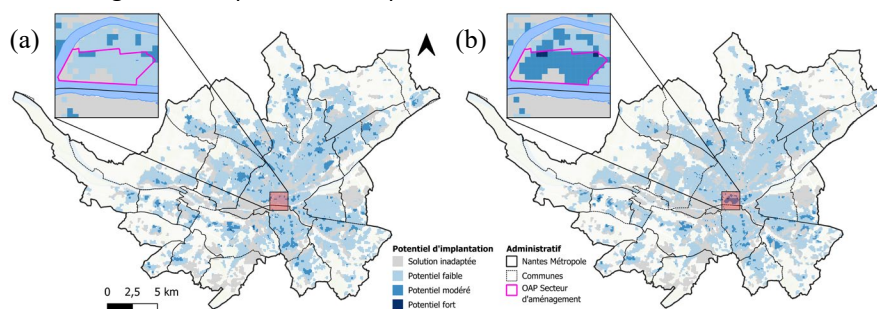 (a)
(b)
Potentiel d'implantation
Solution inadaptée
Potentiel faible
Potentiel modéré
Potentiel fort
Administratif
Nantes Métropole
Communes
OAP Secteur
d'aménagement
0 2,5 5 km